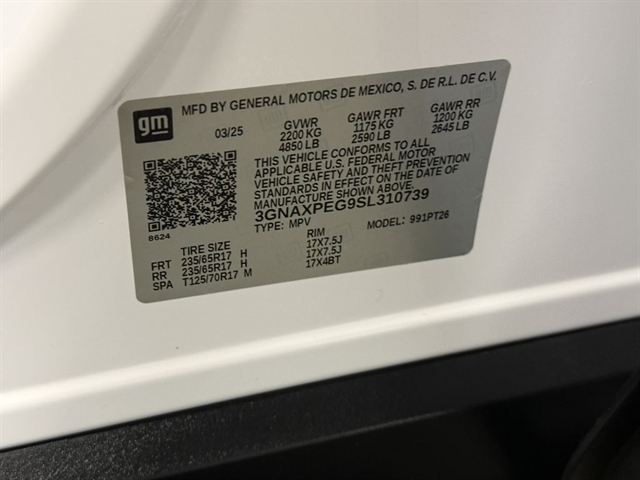 gm
MFD BY GENERAL MOTORS DE MEXICO, S. DE R.L. DE C.V.
03/25 GVWR GAWR FRT GAWR RR
2200 KG 1175 KG 1200 KG
4850 LB 2590 LB 2645 LB
THIS VEHICLE CONFORMS TO ALL
APPLICABLE U.S. FEDERAL MOTOR
VEHICLE SAFETY AND THEFT PREVENTION
STANDARDS IN EFFECT ON THE DATE OF
MANUFACTURE SHOWN ABOVE.
3GNAXPEG9SL310739
TYPE: MPV MODEL: 991PT26
8624
TIRE SIZE RIM
FRT 235/65R17 H 17X7.5J
RR 235/65R17 H 17X7.5J
SPA T125/70R17 M 17X4BT